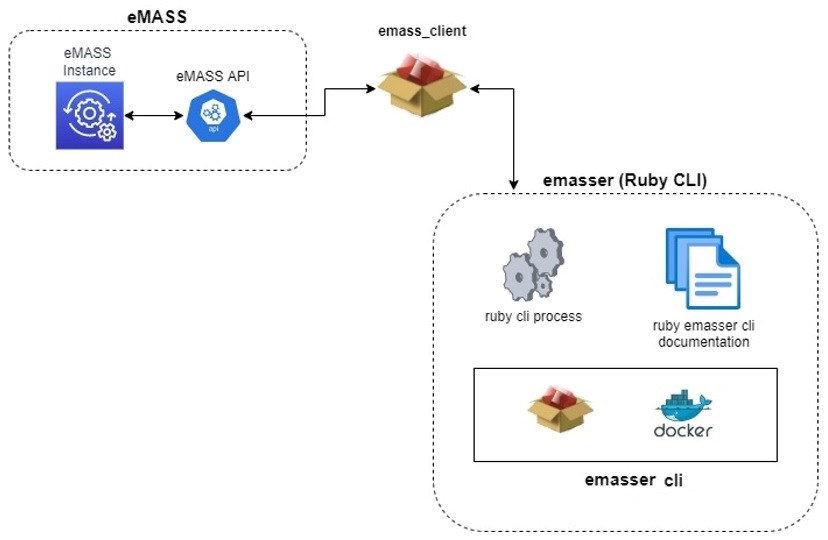 eMASS
eMASS
Instance
eMASS API
api
emass_client
emasser (Ruby CLI)
ruby cli process
ruby emasser cli
documentation
docker
emasser cli